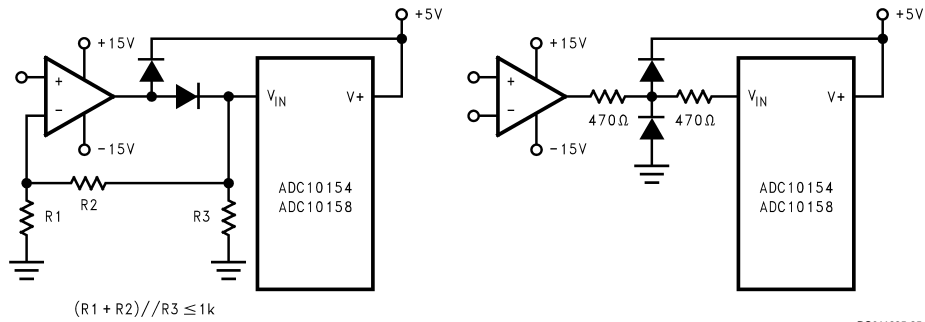 +5V
+15V
+
−
−15V
V_IN
V+
ADC10154
ADC10158
R2
R1
R3
(R1 + R2)//R3 ≤ 1k
+5V
+15V
+
−
−15V
470Ω
470Ω
V_IN
V+
ADC10154
ADC10158